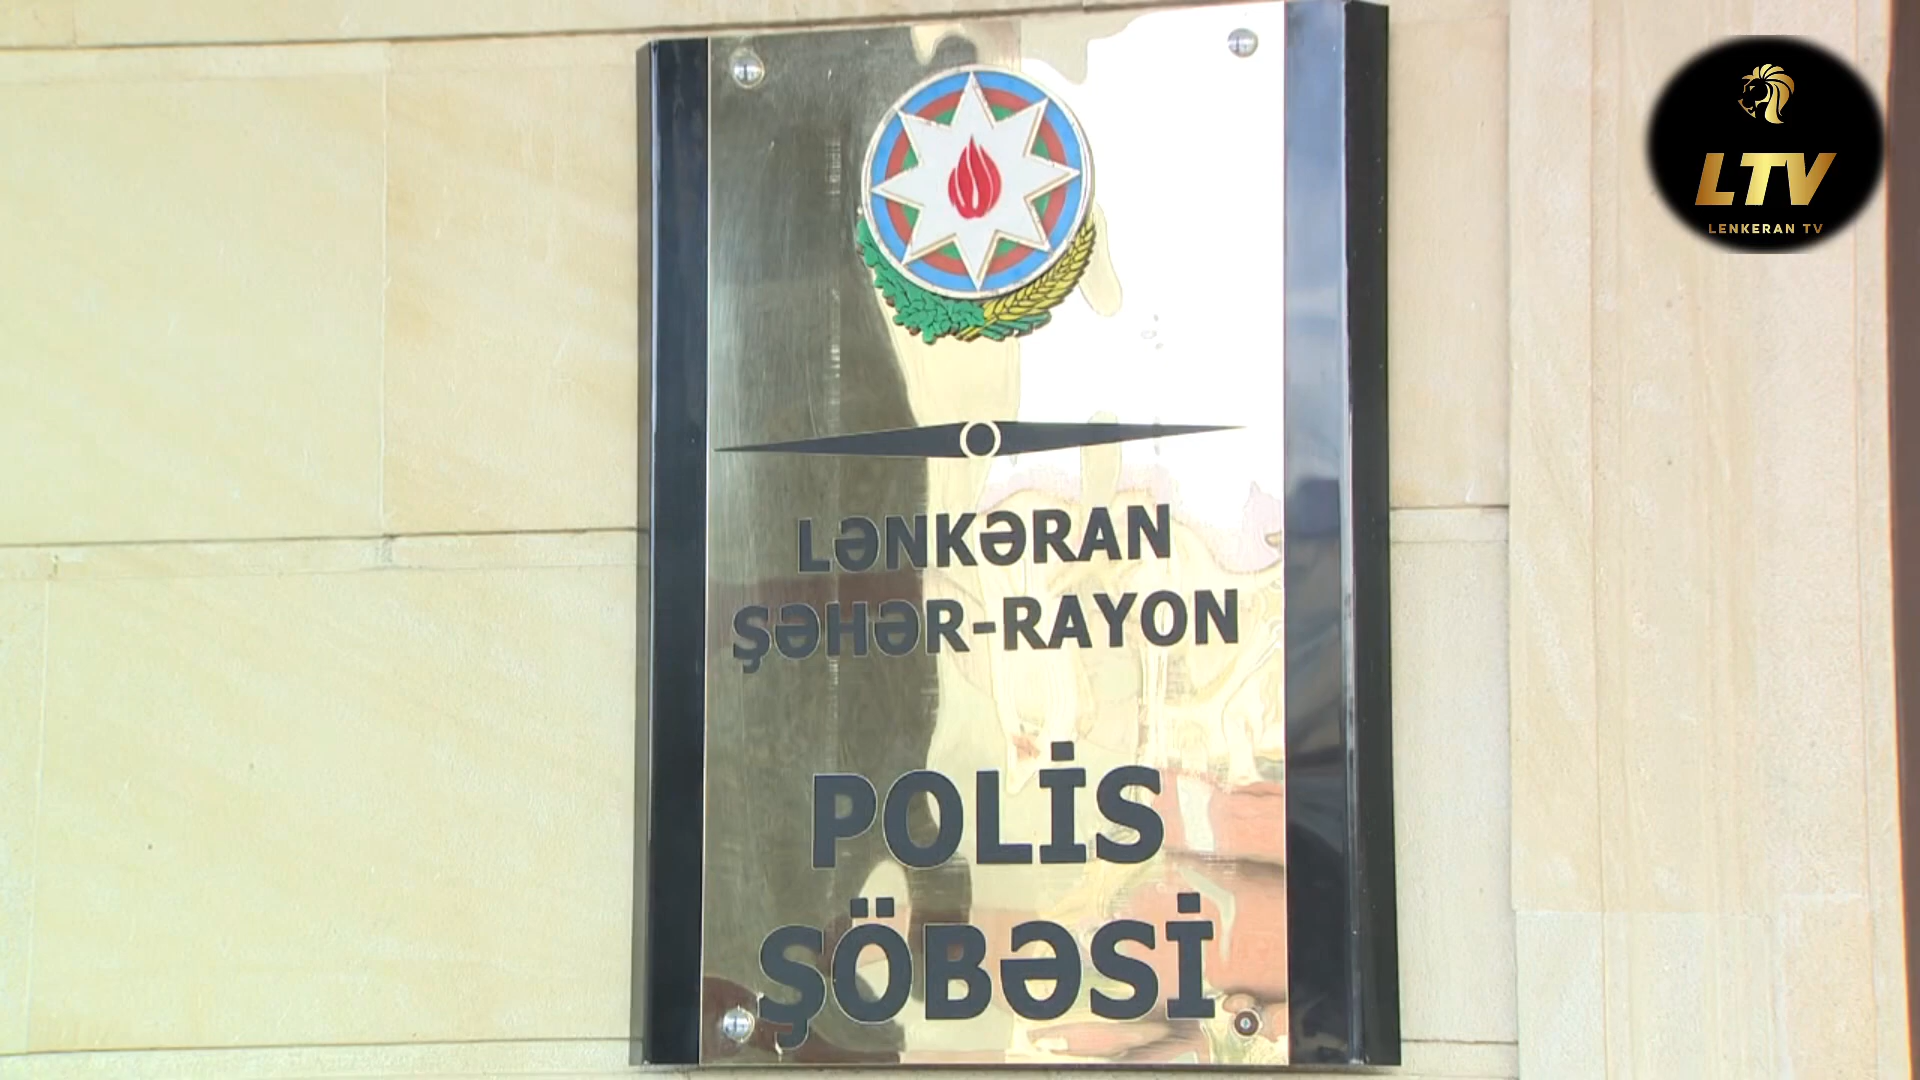 LƏNKƏRAN
ŞƏHƏR-RAYON
POLİS
ŞÖBƏSİ
LTV
LENKERAN TV